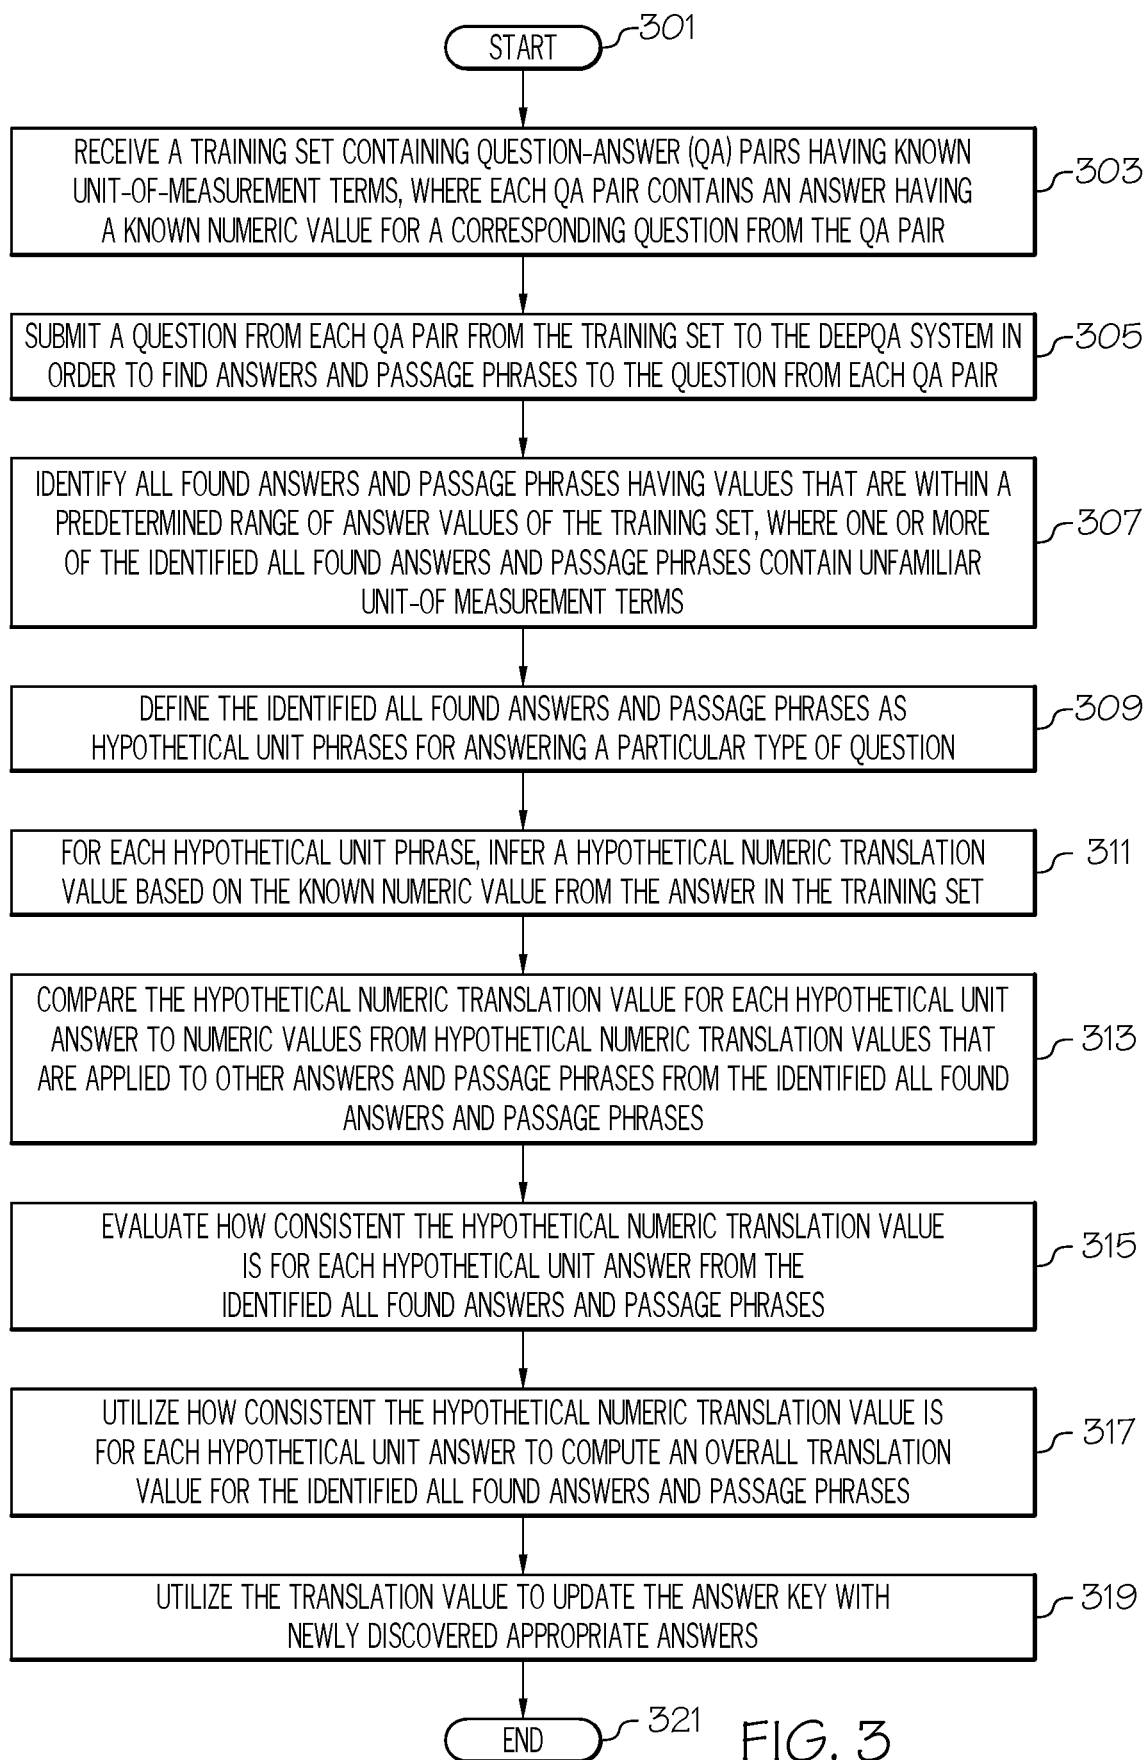 START
301
RECEIVE A TRAINING SET CONTAINING QUESTION-ANSWER (QA) PAIRS HAVING KNOWN
UNIT-OF-MEASUREMENT TERMS, WHERE EACH QA PAIR CONTAINS AN ANSWER HAVING
A KNOWN NUMERIC VALUE FOR A CORRESPONDING QUESTION FROM THE QA PAIR
303
SUBMIT A QUESTION FROM EACH QA PAIR FROM THE TRAINING SET TO THE DEEPQA SYSTEM IN
ORDER TO FIND ANSWERS AND PASSAGE PHRASES TO THE QUESTION FROM EACH QA PAIR
305
IDENTIFY ALL FOUND ANSWERS AND PASSAGE PHRASES HAVING VALUES THAT ARE WITHIN A
PREDETERMINED RANGE OF ANSWER VALUES OF THE TRAINING SET, WHERE ONE OR MORE
OF THE IDENTIFIED ALL FOUND ANSWERS AND PASSAGE PHRASES CONTAIN UNFAMILIAR
UNIT-OF MEASUREMENT TERMS
307
DEFINE THE IDENTIFIED ALL FOUND ANSWERS AND PASSAGE PHRASES AS
HYPOTHETICAL UNIT PHRASES FOR ANSWERING A PARTICULAR TYPE OF QUESTION
309
FOR EACH HYPOTHETICAL UNIT PHRASE, INFER A HYPOTHETICAL NUMERIC TRANSLATION
VALUE BASED ON THE KNOWN NUMERIC VALUE FROM THE ANSWER IN THE TRAINING SET
311
COMPARE THE HYPOTHETICAL NUMERIC TRANSLATION VALUE FOR EACH HYPOTHETICAL UNIT
ANSWER TO NUMERIC VALUES FROM HYPOTHETICAL NUMERIC TRANSLATION VALUES THAT
ARE APPLIED TO OTHER ANSWERS AND PASSAGE PHRASES FROM THE IDENTIFIED ALL FOUND
ANSWERS AND PASSAGE PHRASES
313
EVALUATE HOW CONSISTENT THE HYPOTHETICAL NUMERIC TRANSLATION VALUE
IS FOR EACH HYPOTHETICAL UNIT ANSWER FROM THE
IDENTIFIED ALL FOUND ANSWERS AND PASSAGE PHRASES
315
UTILIZE HOW CONSISTENT THE HYPOTHETICAL NUMERIC TRANSLATION VALUE IS
FOR EACH HYPOTHETICAL UNIT ANSWER TO COMPUTE AN OVERALL TRANSLATION
VALUE FOR THE IDENTIFIED ALL FOUND ANSWERS AND PASSAGE PHRASES
317
UTILIZE THE TRANSLATION VALUE TO UPDATE THE ANSWER KEY WITH
NEWLY DISCOVERED APPROPRIATE ANSWERS
319
END
321
FIG. 3